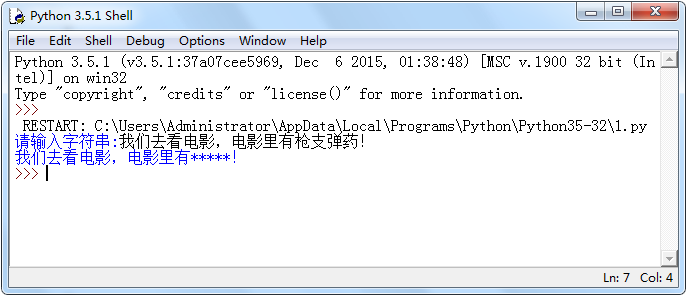 Python 3.5.1 Shell
File Edit Shell Debug Options Window Help
Python 3.5.1 (v3.5.1:37a07cee5969, Dec  6 2015, 01:38:48) [MSC v.1900 32 bit (In
tel)] on win32
Type "copyright", "credits" or "license()" for more information.
>>>
 RESTART: C:\Users\Administrator\AppData\Local\Programs\Python\Python35-32\1.py
请输入字符串:我们去看电影，电影里有枪支弹药!
我们去看电影，电影里有*****!
>>>
Ln: 7 Col: 4